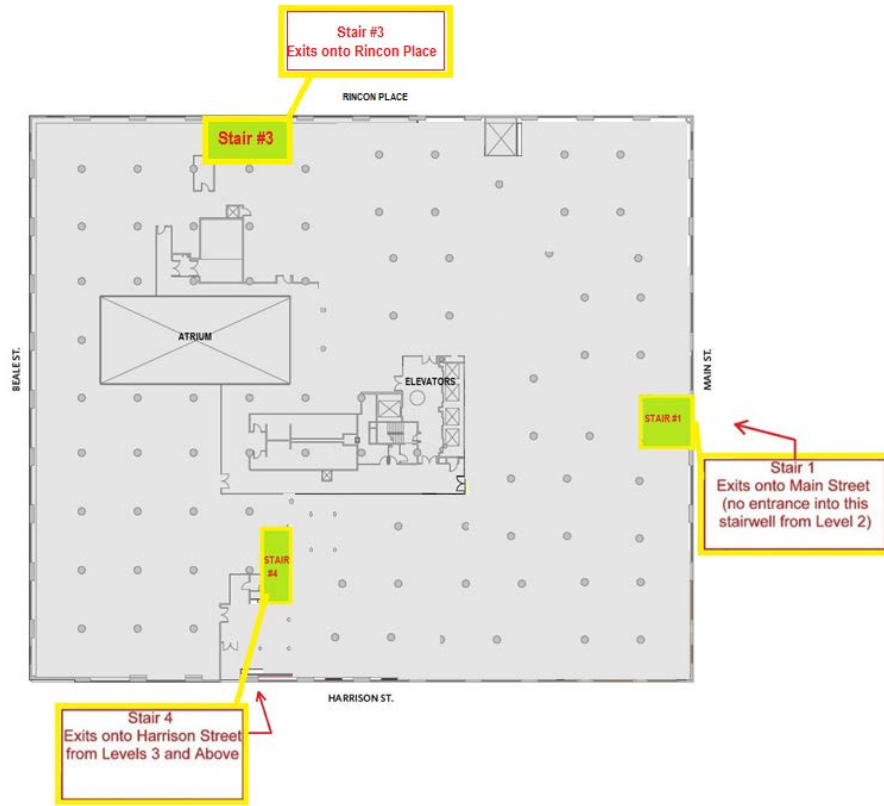 Stair #3
Exits onto Rincon Place
RINCON PLACE
Stair #3
ATRIUM
ELEVATORS
BEALE ST.
MAIN ST.
STAIR #1
Stair 1
Exits onto Main Street
(no entrance into this
stairwell from Level 2)
STAIR
#4
HARRISON ST.
Stair 4
Exits onto Harrison Street
from Levels 3 and Above